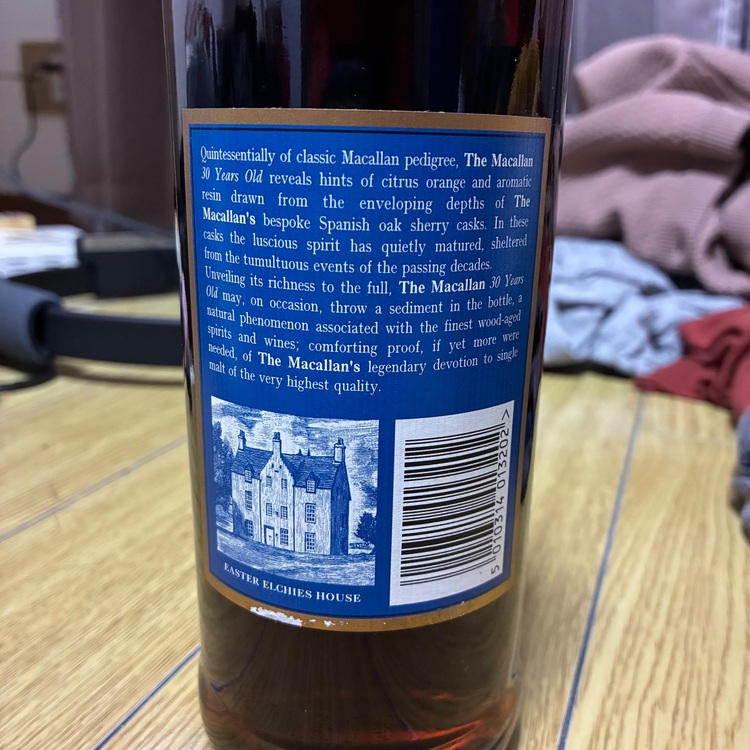 Quintessentially of classic Macallan pedigree, The Macallan
30 Years Old reveals hints of citrus orange and aromatic
resin drawn from the enveloping depths of The
Macallan's bespoke Spanish oak sherry casks. In these
casks the luscious spirit has quietly matured, sheltered
from the tumultuous events of the passing decades.
Unveiling its richness to the full, The Macallan 30 Years
Old may, on occasion, throw a sediment in the bottle, a
natural phenomenon associated with the finest wood-aged
spirits and wines; comforting proof, if yet more were
needed, of The Macallan's legendary devotion to single
malt of the very highest quality.
EASTER ELCHIES HOUSE
5 010314 013202 >